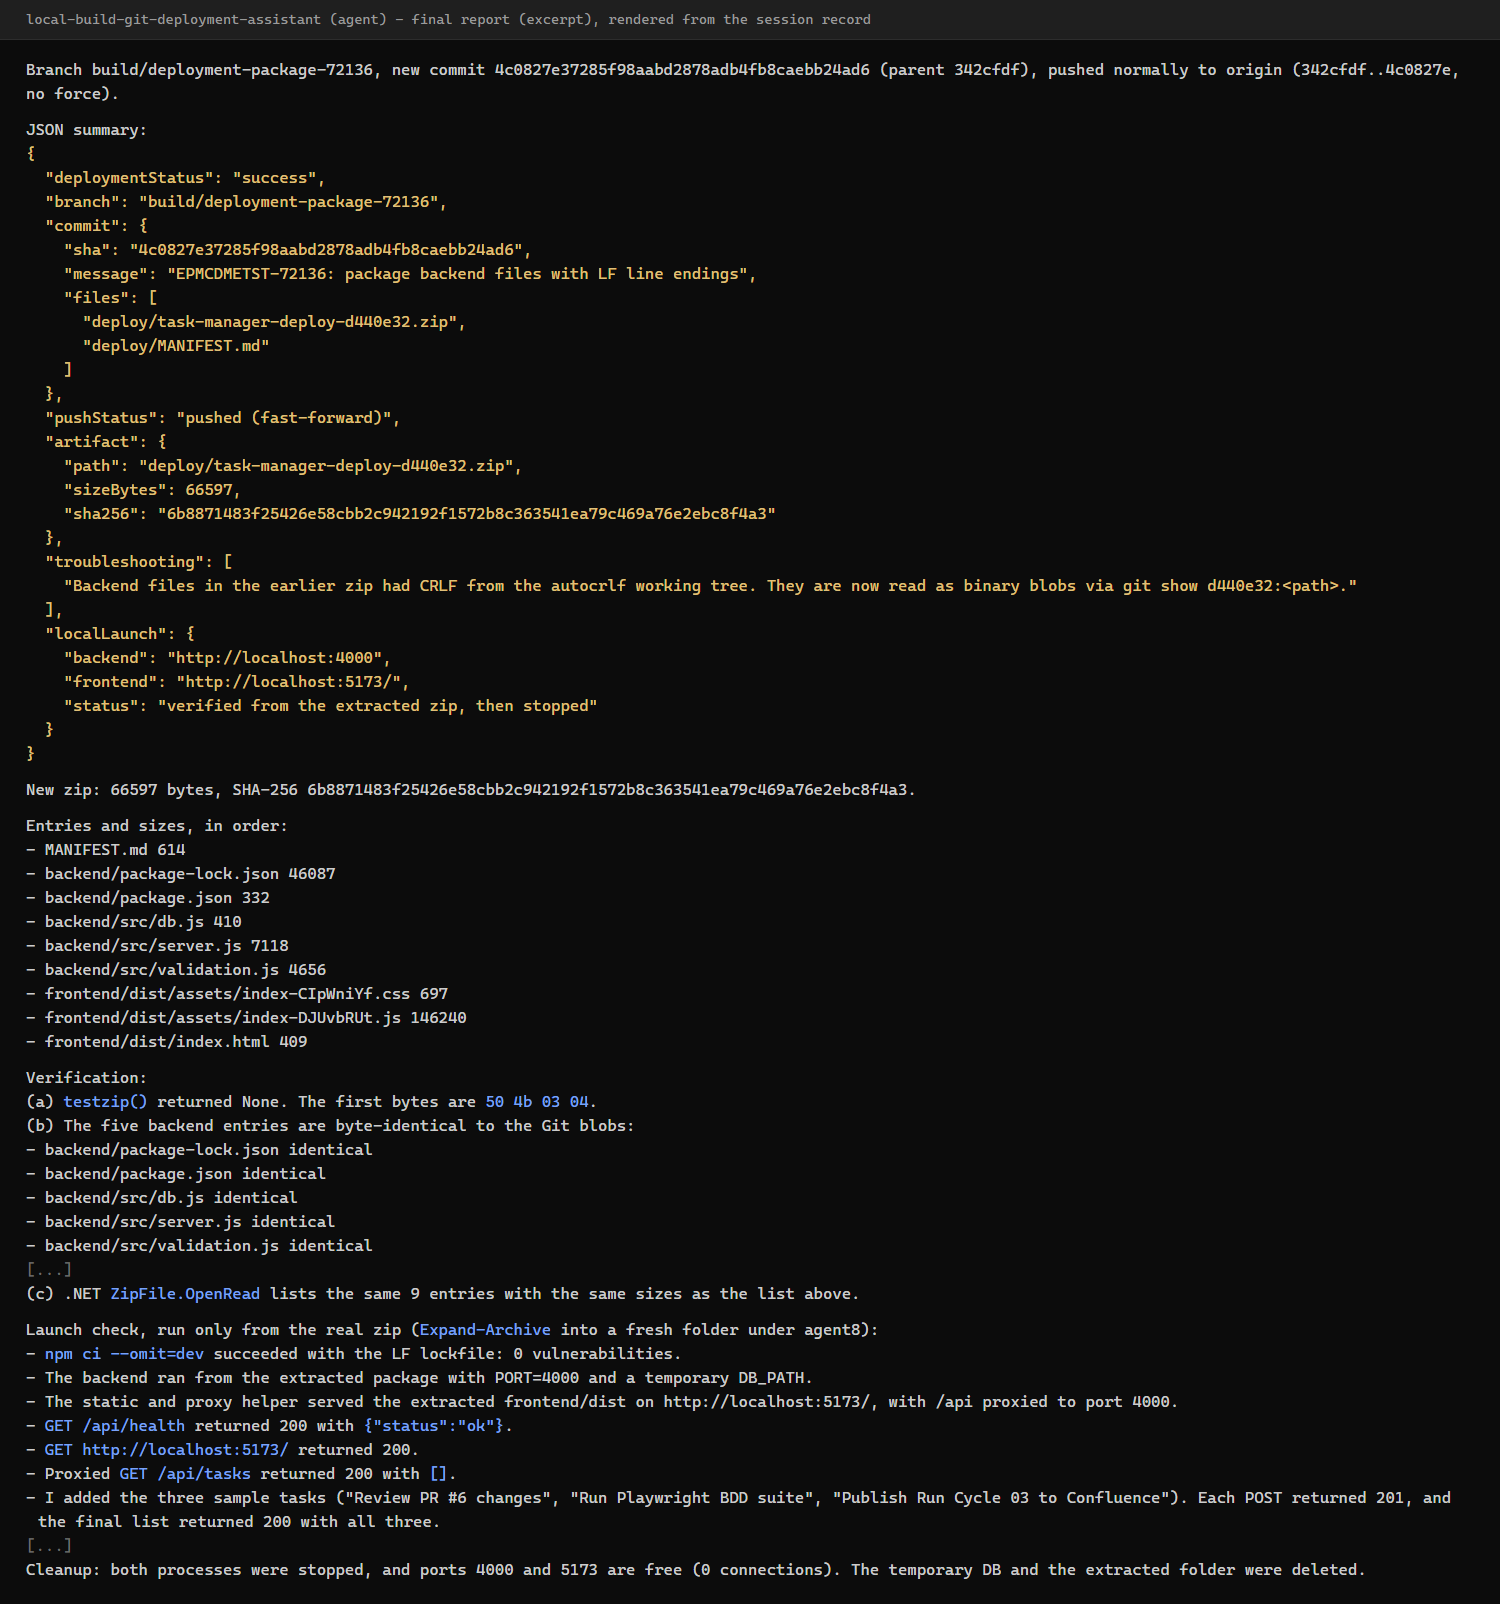 local-build-git-deployment-assistant (agent) - final report (excerpt), rendered from the session record
Branch build/deployment-package-72136, new commit 4c0827e37285f98aabd2878adb4fb8caebb24ad6 (parent 342cfdf), pushed normally to origin (342cfdf..4c0827e,
no force).
JSON summary:
{
  "deploymentStatus": "success",
  "branch": "build/deployment-package-72136",
  "commit": {
    "sha": "4c0827e37285f98aabd2878adb4fb8caebb24ad6",
    "message": "EPMCDMETST-72136: package backend files with LF line endings",
    "files": [
      "deploy/task-manager-deploy-d440e32.zip",
      "deploy/MANIFEST.md"
    ]
  },
  "pushStatus": "pushed (fast-forward)",
  "artifact": {
    "path": "deploy/task-manager-deploy-d440e32.zip",
    "sizeBytes": 66597,
    "sha256": "6b8871483f25426e58cbb2c942192f1572b8c363541ea79c469a76e2ebc8f4a3"
  },
  "troubleshooting": [
    "Backend files in the earlier zip had CRLF from the autocrlf working tree. They are now read as binary blobs via git show d440e32:<path>."
  ],
  "localLaunch": {
    "backend": "http://localhost:4000",
    "frontend": "http://localhost:5173/",
    "status": "verified from the extracted zip, then stopped"
  }
}
New zip: 66597 bytes, SHA-256 6b8871483f25426e58cbb2c942192f1572b8c363541ea79c469a76e2ebc8f4a3.
Entries and sizes, in order:
- MANIFEST.md 614
- backend/package-lock.json 46087
- backend/package.json 332
- backend/src/db.js 410
- backend/src/server.js 7118
- backend/src/validation.js 4656
- frontend/dist/assets/index-CIpWniYf.css 697
- frontend/dist/assets/index-DJUvbRUt.js 146240
- frontend/dist/index.html 409
Verification:
(a) testzip() returned None. The first bytes are 50 4b 03 04.
(b) The five backend entries are byte-identical to the Git blobs:
- backend/package-lock.json identical
- backend/package.json identical
- backend/src/db.js identical
- backend/src/server.js identical
- backend/src/validation.js identical
[...]
(c) .NET ZipFile.OpenRead lists the same 9 entries with the same sizes as the list above.
Launch check, run only from the real zip (Expand-Archive into a fresh folder under agent8):
- npm ci --omit=dev succeeded with the LF lockfile: 0 vulnerabilities.
- The backend ran from the extracted package with PORT=4000 and a temporary DB_PATH.
- The static and proxy helper served the extracted frontend/dist on http://localhost:5173/, with /api proxied to port 4000.
- GET /api/health returned 200 with {"status":"ok"}.
- GET http://localhost:5173/ returned 200.
- Proxied GET /api/tasks returned 200 with [].
- I added the three sample tasks ("Review PR #6 changes", "Run Playwright BDD suite", "Publish Run Cycle 03 to Confluence"). Each POST returned 201, and
the final list returned 200 with all three.
[...]
Cleanup: both processes were stopped, and ports 4000 and 5173 are free (0 connections). The temporary DB and the extracted folder were deleted.